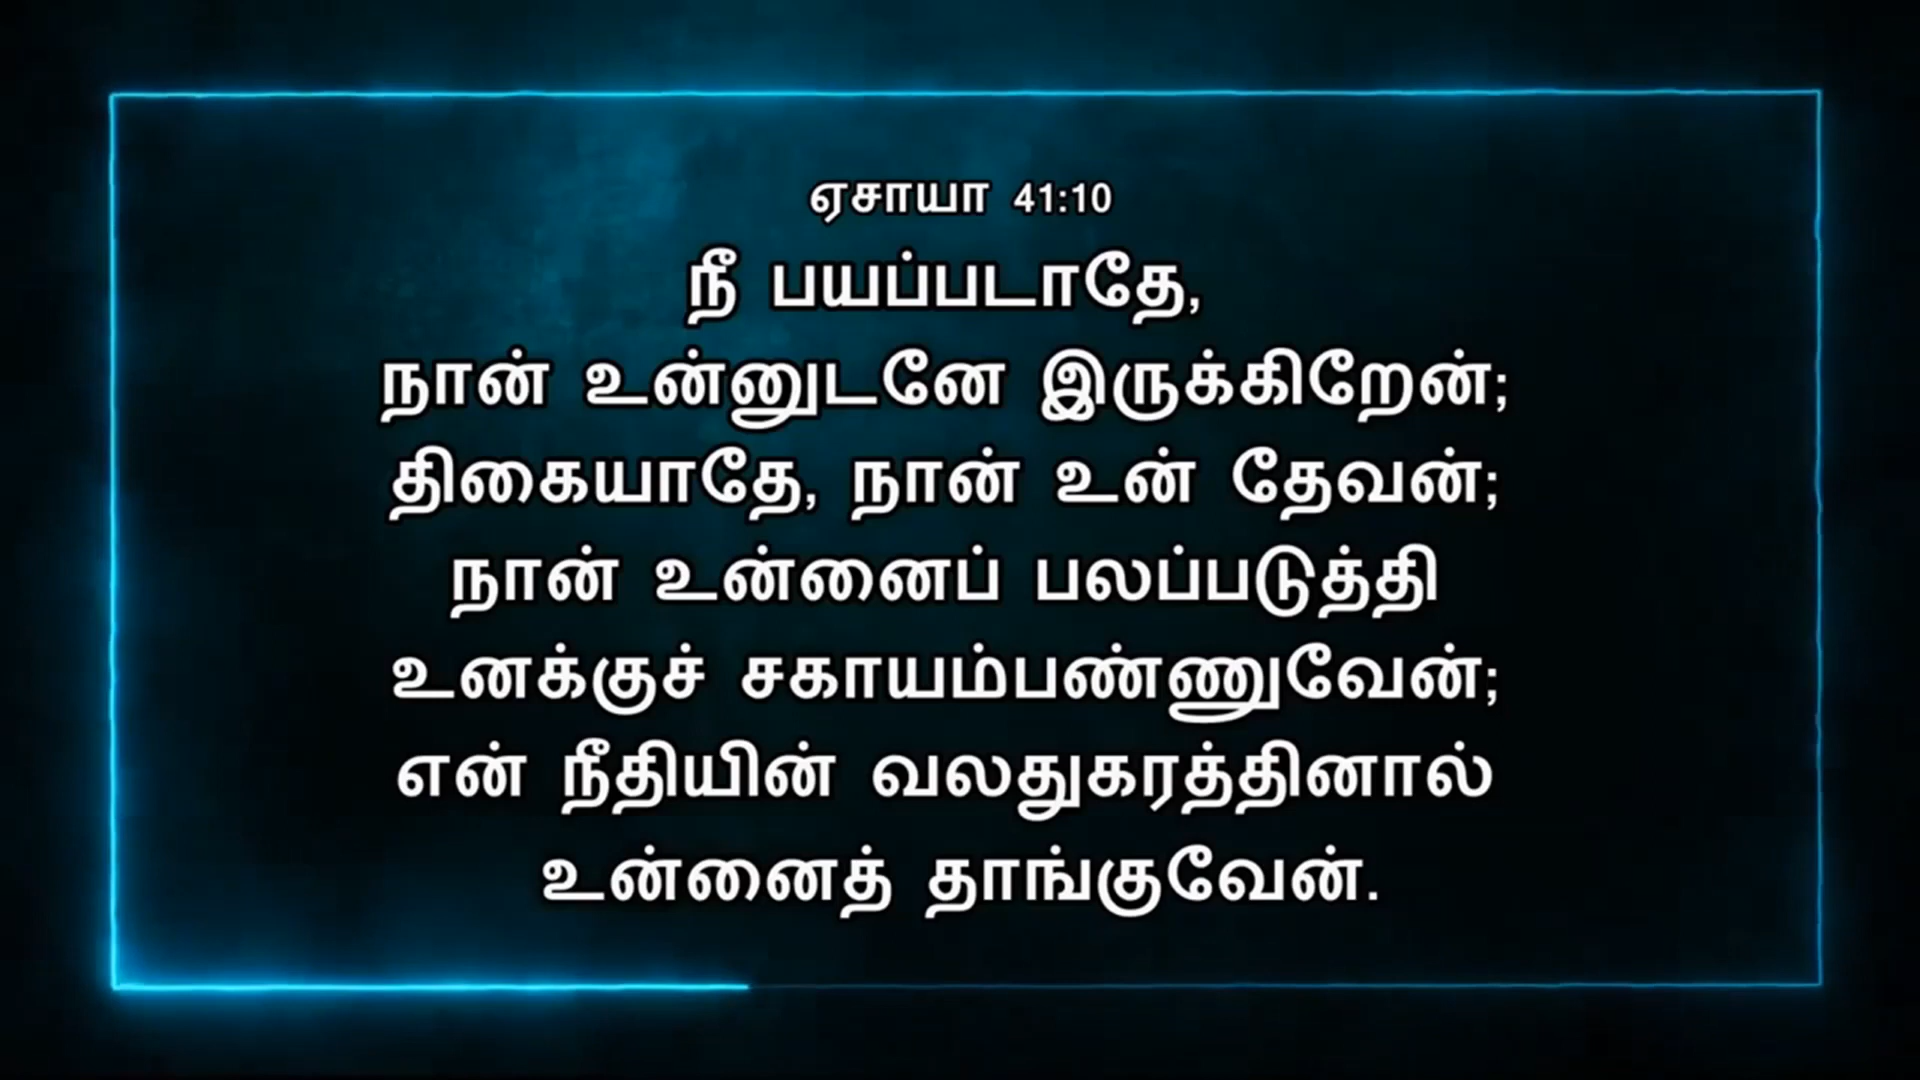 ஏசாயா 41:10
நீ பயப்படாதே,
நான் உன்னுடனே இருக்கிறேன்;
திகையாதே, நான் உன் தேவன்;
நான் உன்னைப் பலப்படுத்தி
உனக்குச் சகாயம்பண்ணுவேன்;
என் நீதியின் வலதுகரத்தினால்
உன்னைத் தாங்குவேன்.